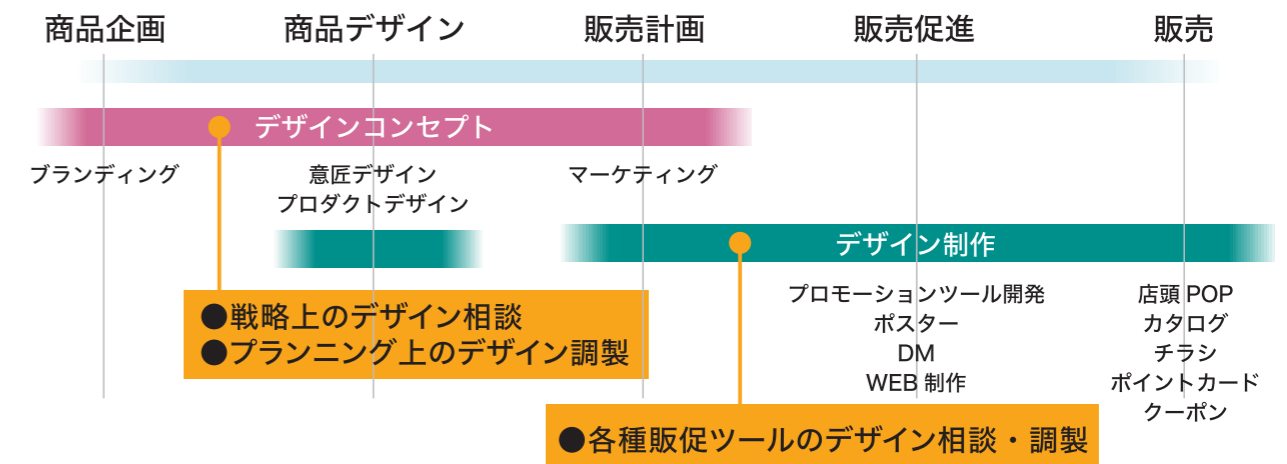 商品企画
商品デザイン
販売計画
販売促進
販売
デザインコンセプト
ブランディング
意匠デザイン
プロダクトデザイン
マーケティング
デザイン制作
●戦略上のデザイン相談
●プランニング上のデザイン調製
プロモーションツール開発
ポスター
DM
WEB 制作
店頭 POP
カタログ
チラシ
ポイントカード
クーポン
●各種販促ツールのデザイン相談・調製